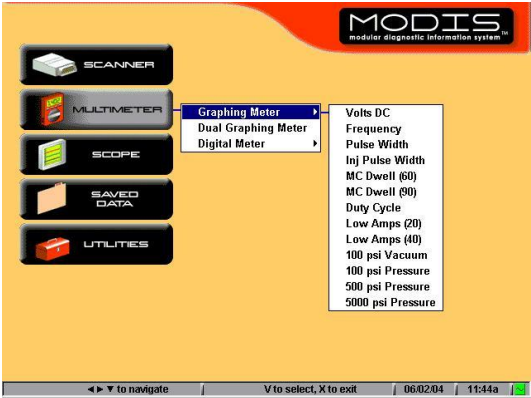 MODIS™
modular diagnostic information system
SCANNER
MULTIMETER
SCOPE
SAVED
DATA
UTILITIES
Graphing Meter
Dual Graphing Meter
Digital Meter
Volts DC
Frequency
Pulse Width
Inj Pulse Width
MC Dwell (60)
MC Dwell (90)
Duty Cycle
Low Amps (20)
Low Amps (40)
100 psi Vacuum
100 psi Pressure
500 psi Pressure
5000 psi Pressure
◄ ► ▼ to navigate
V to select, X to exit
06/02/04
11:44a